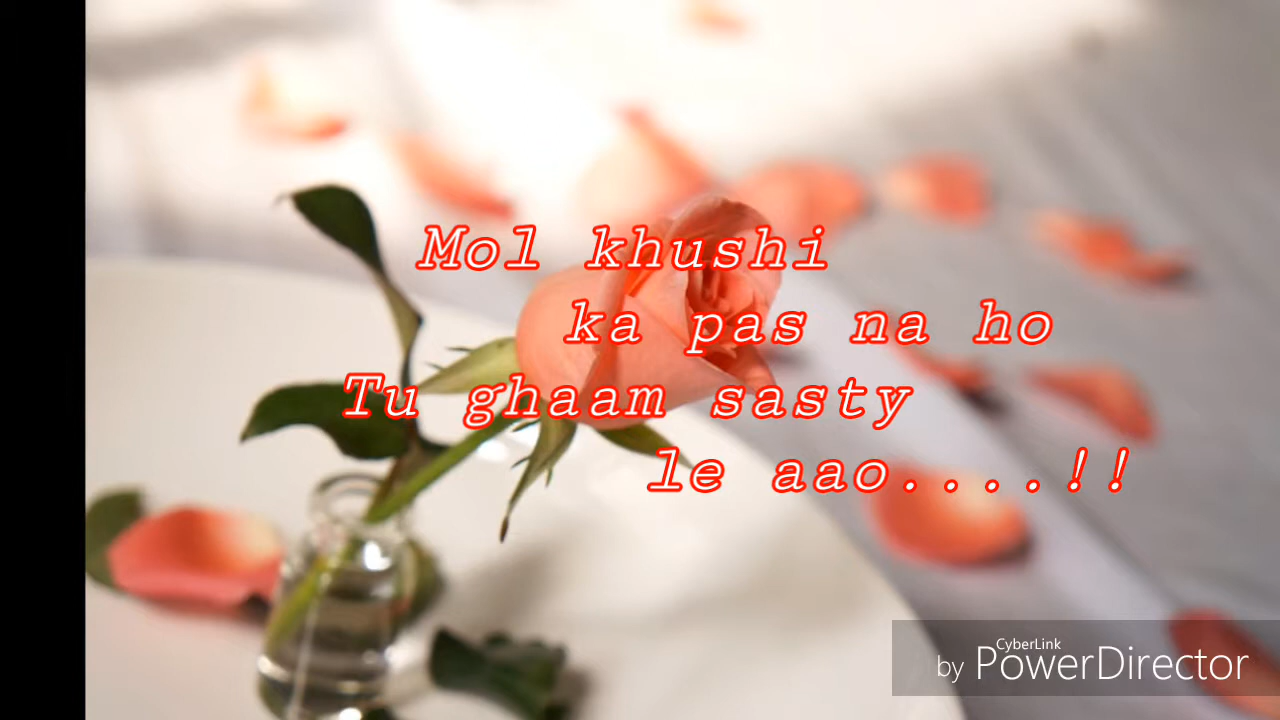 Mol khushi
ka pas na ho
Tu ghaam sasty
le aao....!!
CyberLink
by PowerDirector